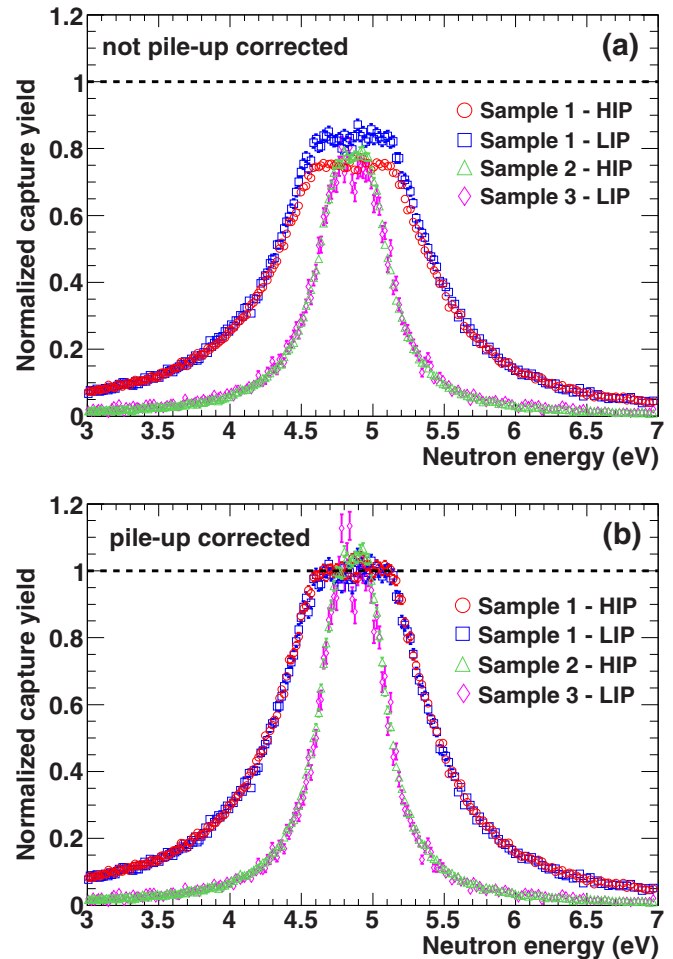 1.2
not pile-up corrected
(a)
1
Sample 1 - HIP
Sample 1 - LIP
0.8
Sample 2 - HIP
Sample 3 - LIP
0.6
0.4
0.2
0
3
3.5
4
4.5
5
5.5
6
6.5
7
Normalized capture yield
Neutron energy (eV)
1.2
pile-up corrected
(b)
1
Sample 1 - HIP
Sample 1 - LIP
0.8
Sample 2 - HIP
Sample 3 - LIP
0.6
0.4
0.2
0
3
3.5
4
4.5
5
5.5
6
6.5
7
Normalized capture yield
Neutron energy (eV)